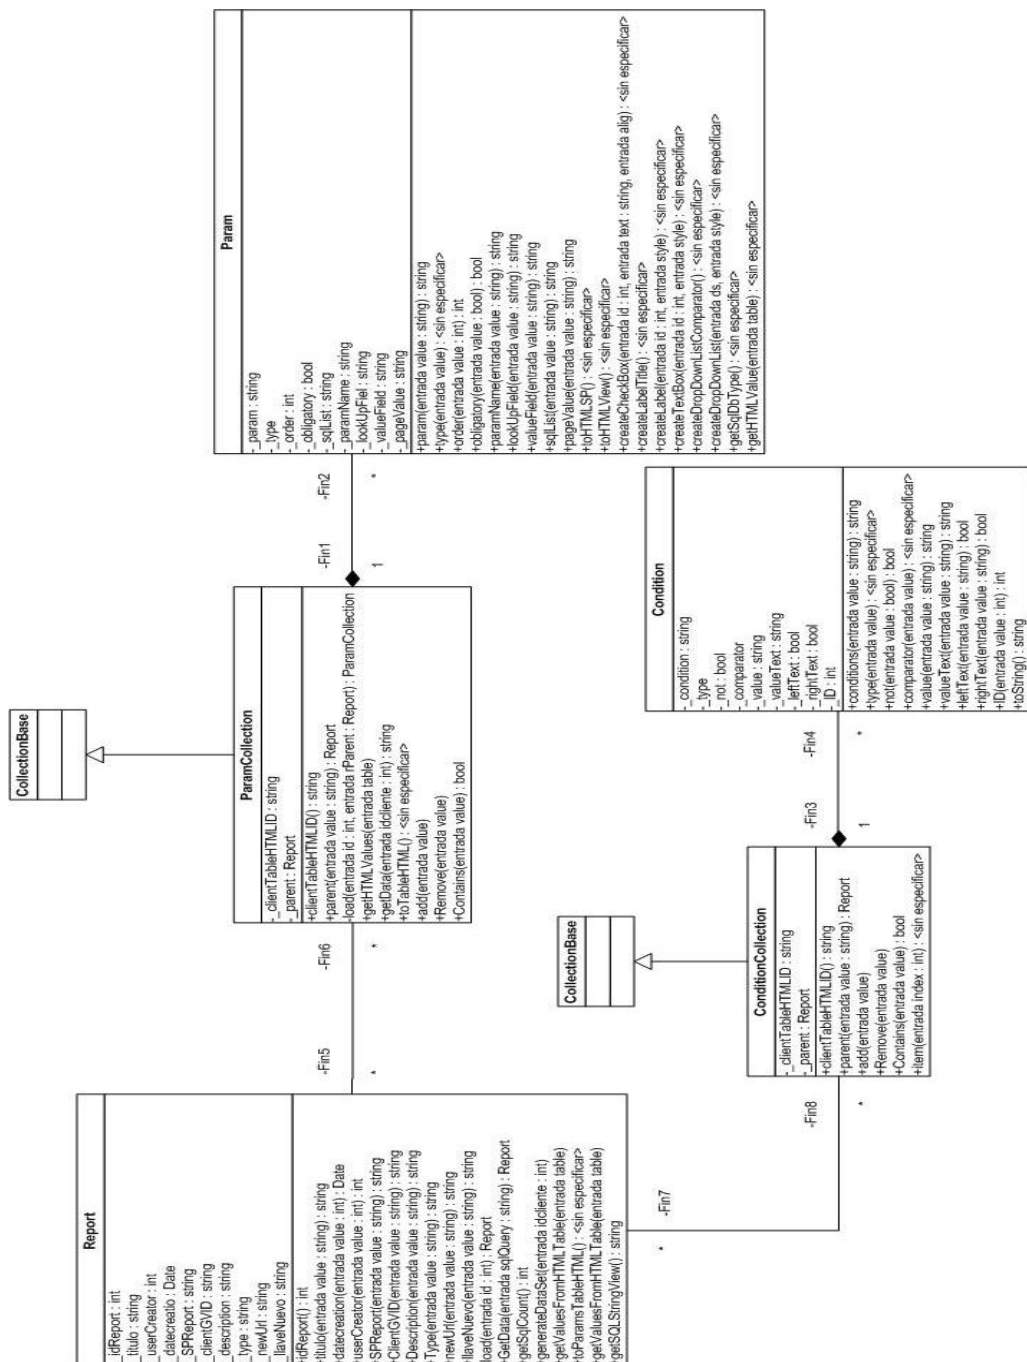 CollectionBase
Param
-_param : string
-_type
-_order : int
-_obligatory : bool
-_sqlList : string
-_paramName : string
-_lookUpFiel : string
-_valueField : string
-_pageValue : string
+param(entrada value : string) : string
+type(entrada value) : <sin especificar>
+order(entrada value : int) : int
+obligatory(entrada value : bool) : bool
+paramName(entrada value : string) : string
+lookUpField(entrada value : string) : string
+valueField(entrada value : string) : string
+sqlList(entrada value : string) : string
+pageValue(entrada value : string) : string
+toHTMLSP() : <sin especificar>
+toHTMLView() : <sin especificar>
+createCheckBox(entrada id : int, entrada text : string, entrada alig) : <sin especificar>
+createLabelTitle() : <sin especificar>
+createLabel(entrada id : int, entrada style) : <sin especificar>
+createTextBox(entrada id : int, entrada style) : <sin especificar>
+createDropDownListComparator() : <sin especificar>
+createDropDownList(entrada ds, entrada style) : <sin especificar>
+getSqlDbType() : <sin especificar>
+getHTMLValue(entrada table) : <sin especificar>
-Fin1
-Fin2
1
*
ParamCollection
-_clientTableHTMLID : string
-_parent : Report
+clientTableHTMLID() : string
+parent(entrada value : string) : Report
-load(entrada id : int, entrada rParent : Report) : ParamCollection
+getHTMLValues(entrada table)
+getData(entrada idcliente : int) : string
+toTableHTML() : <sin especificar>
+add(entrada value)
+Remove(entrada value)
+Contains(entrada value) : bool
-Fin5
-Fin6
*
*
Report
_idReport : int
_titulo : string
_userCreator : int
_datecreatio : Date
_SPReport : string
_clientGVID : string
_description : string
_type : string
_newUrl : string
_llaveNuevo : string
+idReport() : int
+titulo(entrada value : string) : string
+datecreation(entrada value : int) : Date
+userCreator(entrada value : int) : int
+SPReport(entrada value : string) : string
+ClientGVID(entrada value : string) : string
+Description(entrada value : string) : string
+Type(entrada value : string) : string
+newUrl(entrada value : string) : string
+llaveNuevo(entrada value : string) : string
load(entrada id : int) : Report
+GetData(entrada sqlQuery : string) : Report
+getSqlCount() : int
+generateDataSet(entrada idcliente : int)
+getValuesFromHTMLTable(entrada table)
+toParamsTableHTML() : <sin especificar>
+getValuesFromHTMLTable(entrada table)
+getSQLStringView() : string
CollectionBase
ConditionCollection
-_clientTableHTMLID : string
-_parent : Report
+clientTableHTMLID() : string
+parent(entrada value : string) : Report
+add(entrada value)
+Remove(entrada value)
+Contains(entrada value) : bool
+item(entrada index : int) : <sin especificar>
-Fin7
-Fin8
*
*
-Fin3
-Fin4
1
*
Condition
-_condition : string
-_type
-_not : bool
-_comparator
-_value : string
-_valueText : string
-_leftText : bool
-_rightText : bool
-_ID : int
+conditions(entrada value : string) : string
+type(entrada value) : <sin especificar>
+not(entrada value : bool) : bool
+comparator(entrada value) : <sin especificar>
+value(entrada value : string) : string
+valueText(entrada value : string) : string
+leftText(entrada value : string) : bool
+rightText(entrada value : string) : bool
+ID(entrada value : int) : int
+toString() : string